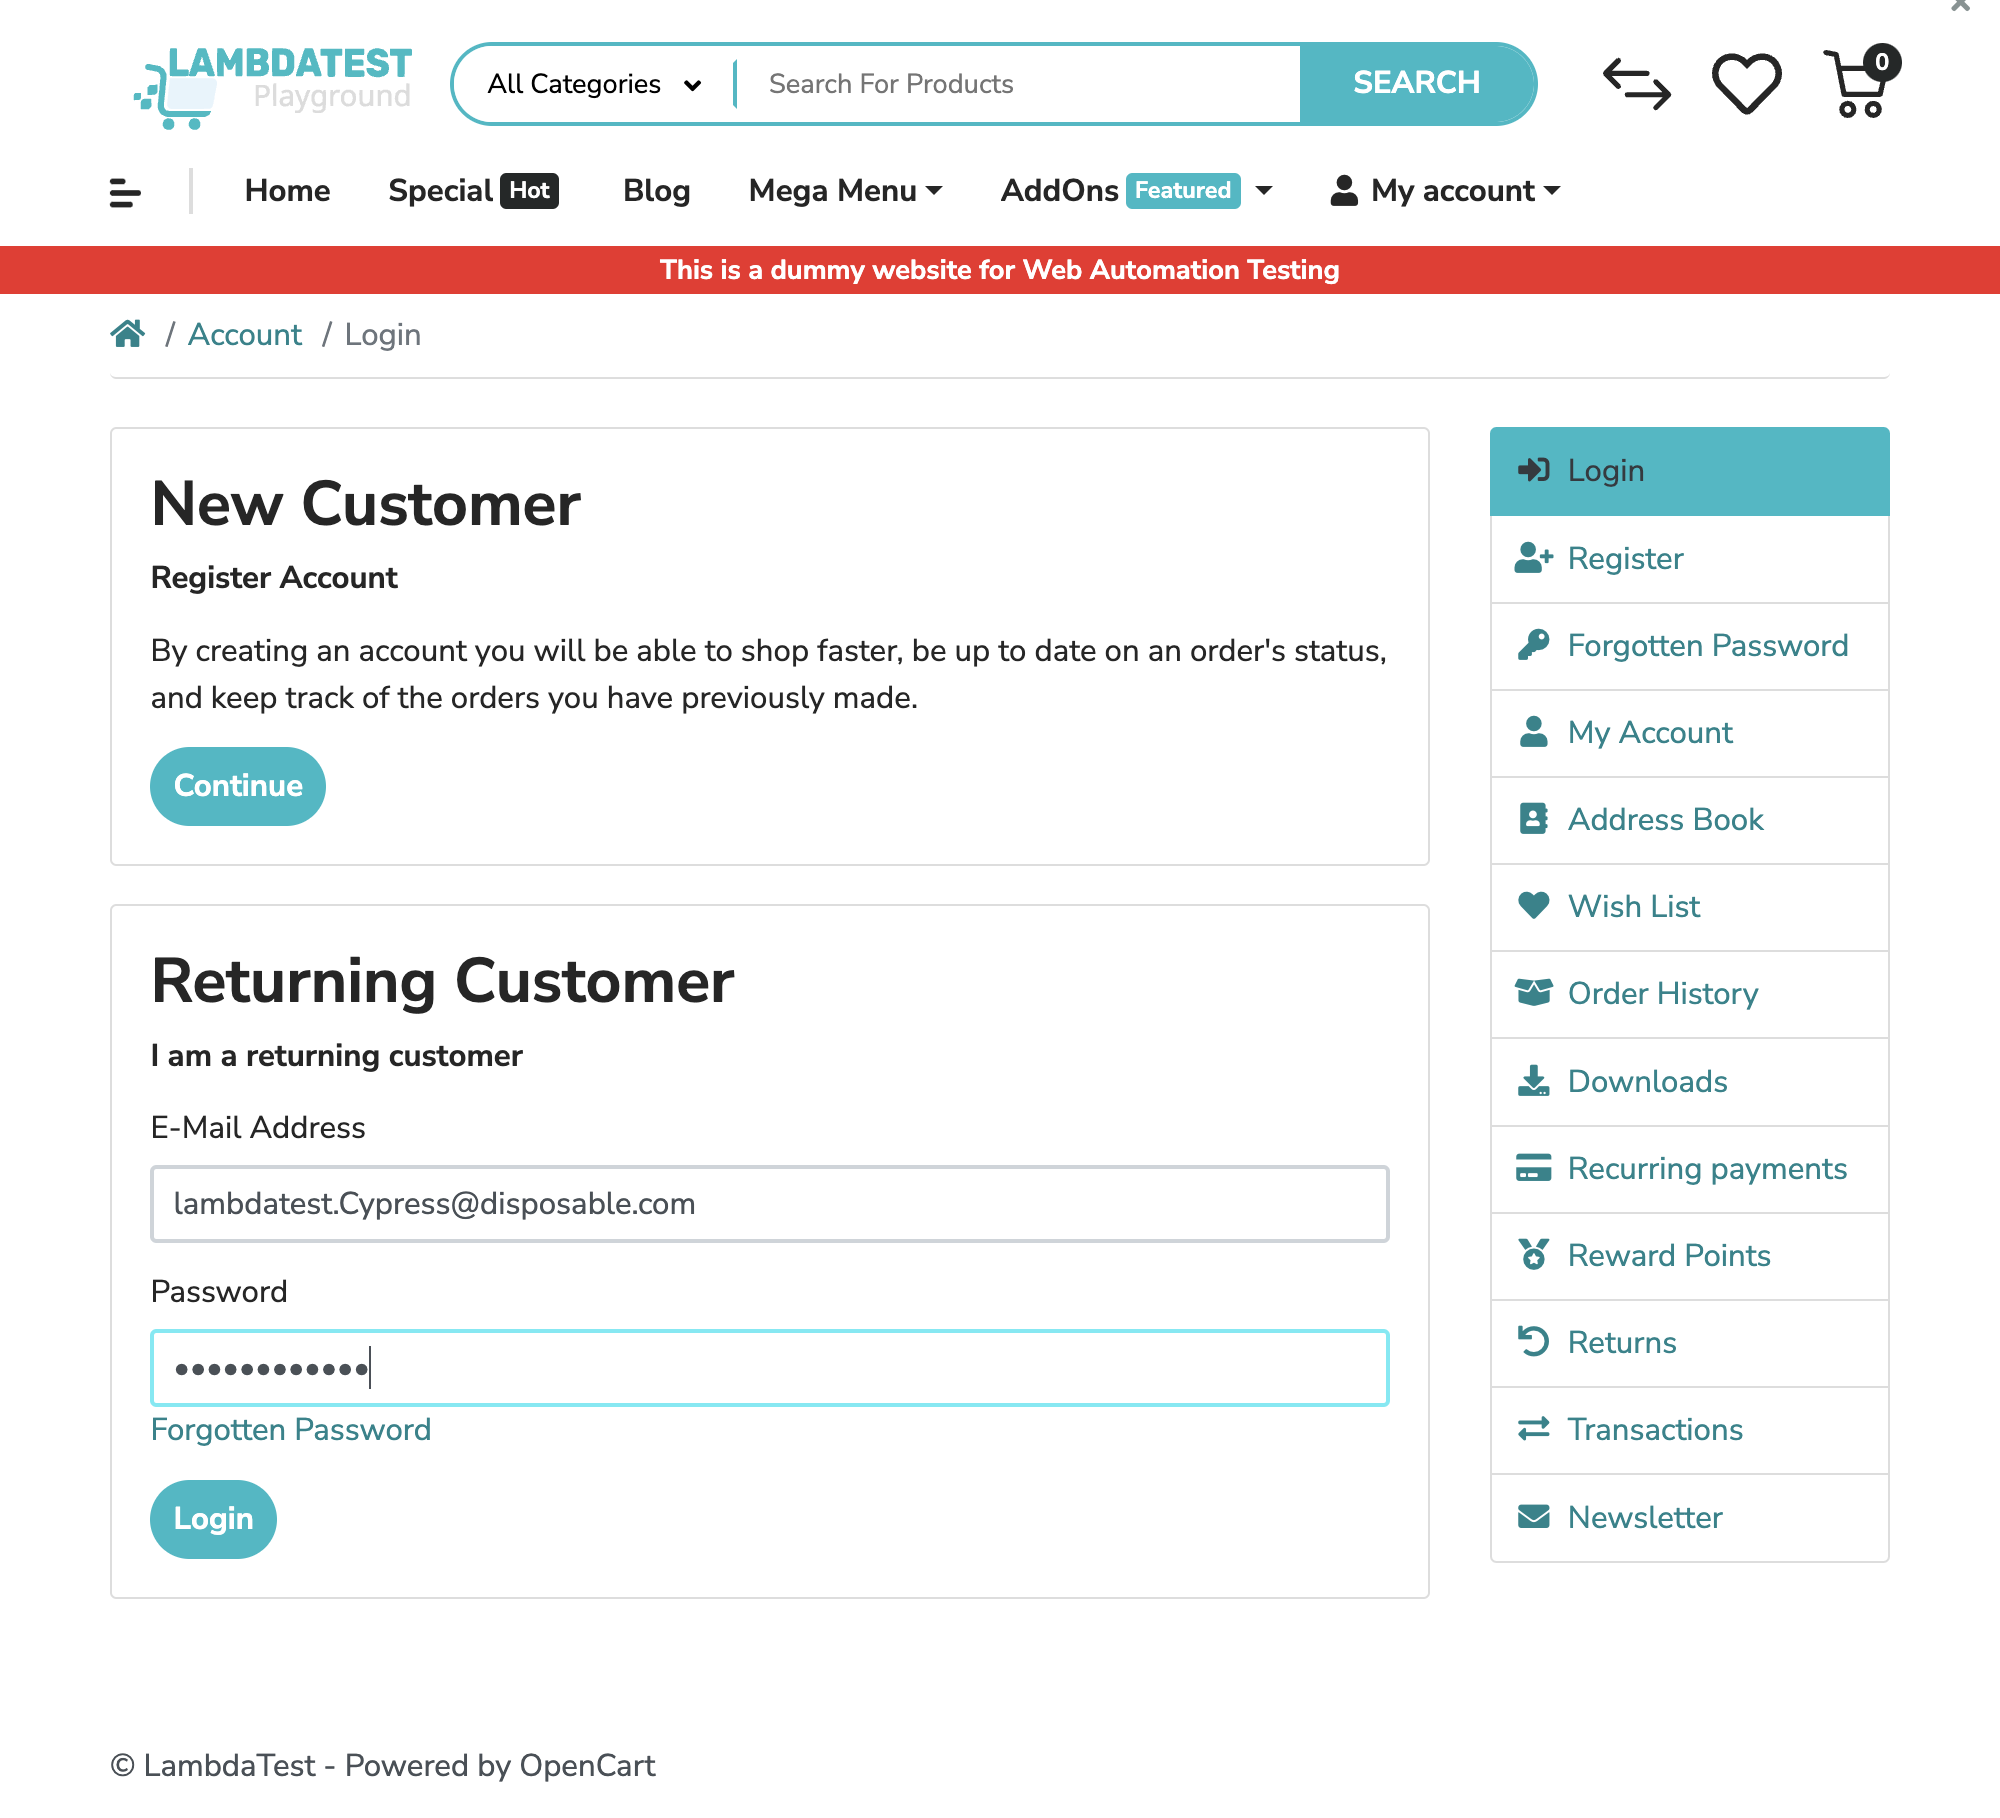 LAMBDATEST
Playground
All Categories
Search For Products
SEARCH
0
Home
Special Hot
Blog
Mega Menu
AddOns Featured
My account
This is a dummy website for Web Automation Testing
/ Account / Login
New Customer
Register Account
By creating an account you will be able to shop faster, be up to date on an order's status,
and keep track of the orders you have previously made.
Continue
Returning Customer
I am a returning customer
E-Mail Address
lambdatest.Cypress@disposable.com
Password
••••••••••••
Forgotten Password
Login
Login
Register
Forgotten Password
My Account
Address Book
Wish List
Order History
Downloads
Recurring payments
Reward Points
Returns
Transactions
Newsletter
© LambdaTest - Powered by OpenCart